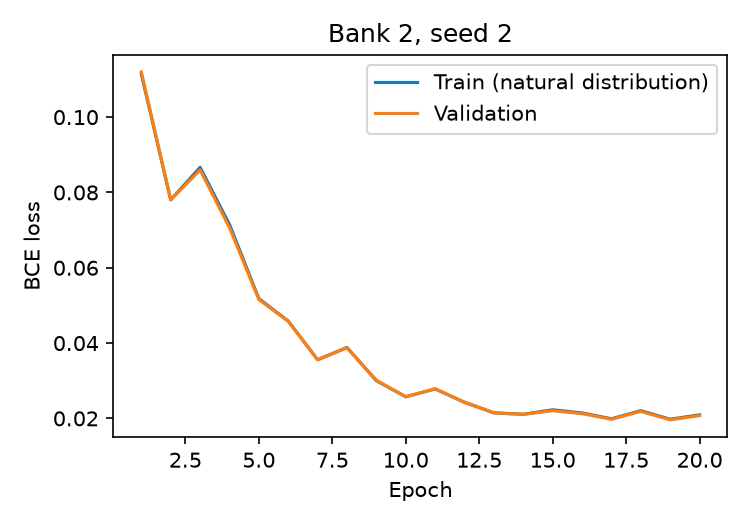 Bank 2, seed 2
Train (natural distribution)
Validation
BCE loss
0.10
0.08
0.06
0.04
0.02
2.5 5.0 7.5 10.0 12.5 15.0 17.5 20.0
Epoch